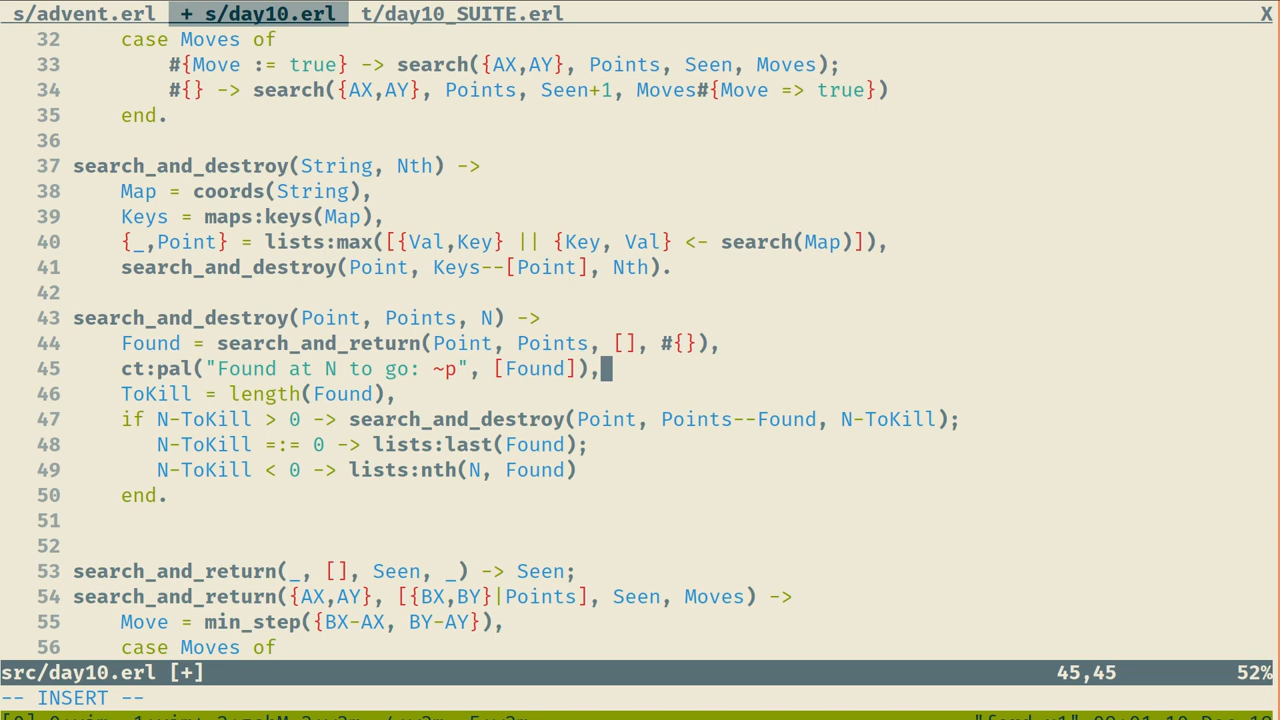 s/advent.erl + s/day10.erl t/day10_SUITE.erl X
32 case Moves of
33 #{Move := true} -> search({AX,AY}, Points, Seen, Moves);
34 #{} -> search({AX,AY}, Points, Seen+1, Moves#{Move => true})
35 end.
36
37 search_and_destroy(String, Nth) ->
38 Map = coords(String),
39 Keys = maps:keys(Map),
40 {_,Point} = lists:max([{Val,Key} || {Key, Val} <- search(Map)]),
41 search_and_destroy(Point, Keys--[Point], Nth).
42
43 search_and_destroy(Point, Points, N) ->
44 Found = search_and_return(Point, Points, [], #{}),
45 ct:pal("Found at N to go: ~p", [Found]),
46 ToKill = length(Found),
47 if N-ToKill > 0 -> search_and_destroy(Point, Points--Found, N-ToKill);
48 N-ToKill =:= 0 -> lists:last(Found);
49 N-ToKill < 0 -> lists:nth(N, Found)
50 end.
51
52
53 search_and_return(_, [], Seen, _) -> Seen;
54 search_and_return({AX,AY}, [{BX,BY}|Points], Seen, Moves) ->
55 Move = min_step({BX-AX, BY-AY}),
56 case Moves of
src/day10.erl [+] 45,45 52%
-- INSERT --